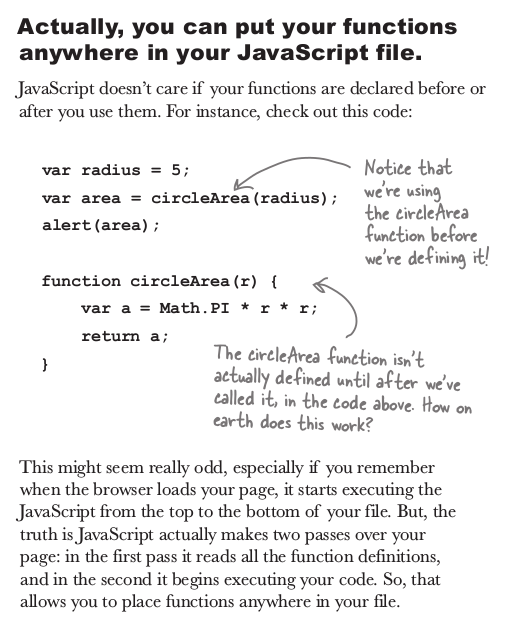 Actually, you can put your functions
anywhere in your JavaScript file.
JavaScript doesn’t care if your functions are declared before or
after you use them. For instance, check out this code:
var radius = 5;
var area = circleArea(radius);
alert(area);
Notice that
we're using
the circleArea
function before
we're defining it!
function circleArea(r) {
    var a = Math.PI * r * r;
    return a;
}
The circleArea function isn't
actually defined until after we've
called it, in the code above. How on
earth does this work?
This might seem really odd, especially if you remember
when the browser loads your page, it starts executing the
JavaScript from the top to the bottom of your file. But, the
truth is JavaScript actually makes two passes over your
page: in the first pass it reads all the function definitions,
and in the second it begins executing your code. So, that
allows you to place functions anywhere in your file.